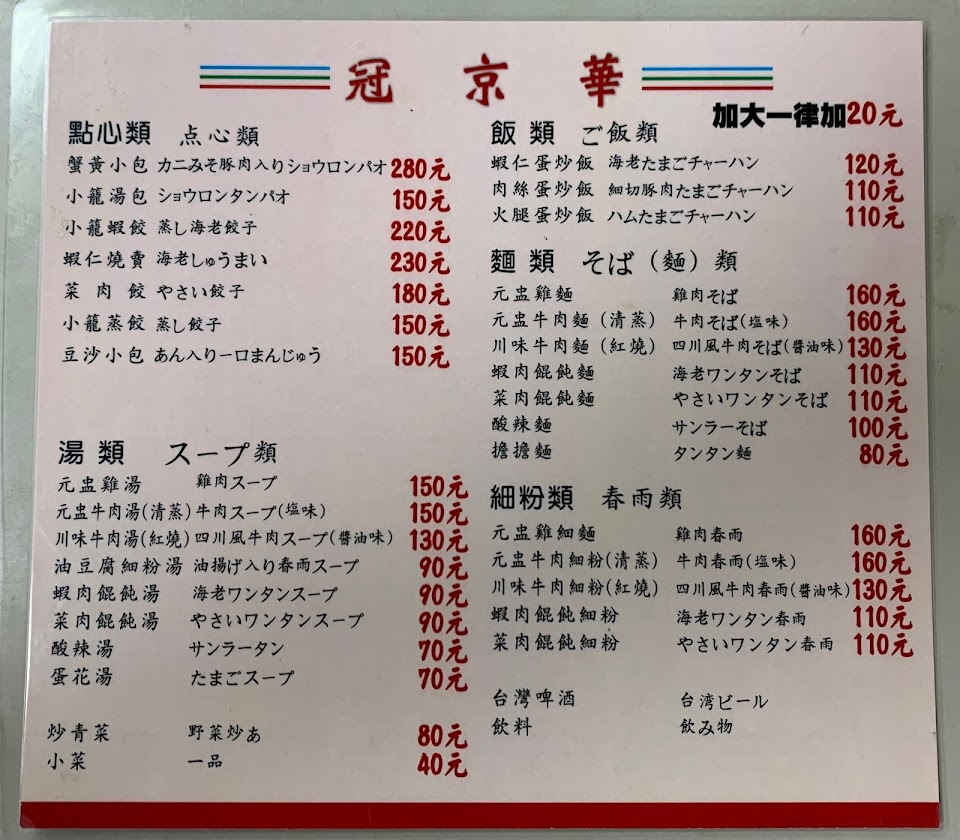 冠京華
加大一律加20元
點心類 点心類
蟹黃小包 カニみそ豚肉入りショウロンパオ 280元
小籠湯包 ショウロンタンパオ 150元
小籠蝦餃 蒸し海老餃子 220元
蝦仁燒賣 海老しゅうまい 230元
菜肉餃 やさい餃子 180元
小籠蒸餃 蒸し餃子 150元
豆沙小包 あん入り一口まんじゅう 150元
湯類 スープ類
元盅雞湯 雞肉スープ 150元
元盅牛肉湯(清蒸) 牛肉スープ(塩味) 150元
川味牛肉湯(紅燒) 四川風牛肉スープ(醬油味) 130元
油豆腐細粉湯 油揚げ入り春雨スープ 90元
蝦肉餛飩湯 海老ワンタンスープ 90元
菜肉餛飩湯 やさいワンタンスープ 90元
酸辣湯 サンラータン 70元
蛋花湯 たまごスープ 70元
炒青菜 野菜炒あ 80元
小菜 一品 40元
飯類 ご飯類
蝦仁蛋炒飯 海老たまごチャーハン 120元
肉絲蛋炒飯 細切豚肉たまごチャーハン 110元
火腿蛋炒飯 ハムたまごチャーハン 110元
麵類 そば(麵)類
元盅雞麵 雞肉そば 160元
元盅牛肉麵(清蒸) 牛肉そば(塩味) 160元
川味牛肉麵(紅燒) 四川風牛肉そば(醬油味) 130元
蝦肉餛飩麵 海老ワンタンそば 110元
菜肉餛飩麵 やさいワンタンそば 110元
酸辣麵 サンラーそば 100元
擔擔麵 タンタン麵 80元
細粉類 春雨類
元盅雞細麵 雞肉春雨 160元
元盅牛肉細粉(清蒸) 牛肉春雨(塩味) 160元
川味牛肉細粉(紅燒) 四川風牛肉春雨(醬油味) 130元
蝦肉餛飩細粉 海老ワンタン春雨 110元
菜肉餛飩細粉 やさいワンタン春雨 110元
台灣啤酒 台湾ビール
飲料 飲み物